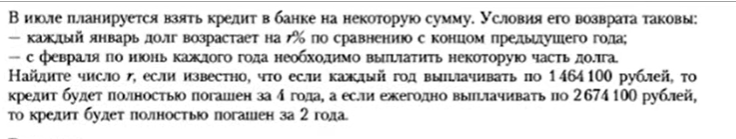 В июле планируется взять кредит в банке на некоторую сумму. Условия его возврата таковы:
— каждый январь долг возрастает на r% по сравнению с концом предыдущего года;
— с февраля по июнь каждого года необходимо выплатить некоторую часть долга.
Найдите число r, если известно, что если каждый год выплачивать по 1 464 100 рублей, то
кредит будет полностью погашен за 4 года, а если ежегодно выплачивать по 2 674 100 рублей,
то кредит будет полностью погашен за 2 года.